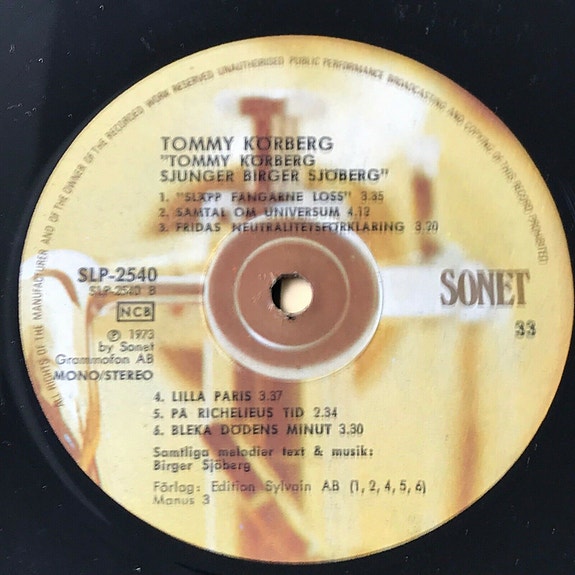 ALL RIGHTS OF THE MANUFACTURER AND OF THE OWNER OF THE RECORDED WORK RESERVED UNAUTHORISED PUBLIC PERFORMANCE BROADCASTING AND COPYING OF THIS RECORD PROHIBITED
TOMMY KÖRBERG
"TOMMY KÖRBERG
SJUNGER BIRGER SJÖBERG"
1. "SLÄPP FÅNGARNE LOSS" 3.35
2. SAMTAL OM UNIVERSUM 4.12
3. FRIDAS NEUTRALITETSFÖRKLARING 3.20
SLP-2540
SLP-2540 B
NCB
℗ 1973
by Sonet
Grammofon AB
MONO/STEREO
SONET
33
4. LILLA PARIS 3.37
5. PÅ RICHELIEUS TID 2.34
6. BLEKA DÖDENS MINUT 3.30
Samtliga melodier text & musik:
Birger Sjöberg
Förlag: Edition Sylvain AB (1, 2, 4, 5, 6)
Manus 3